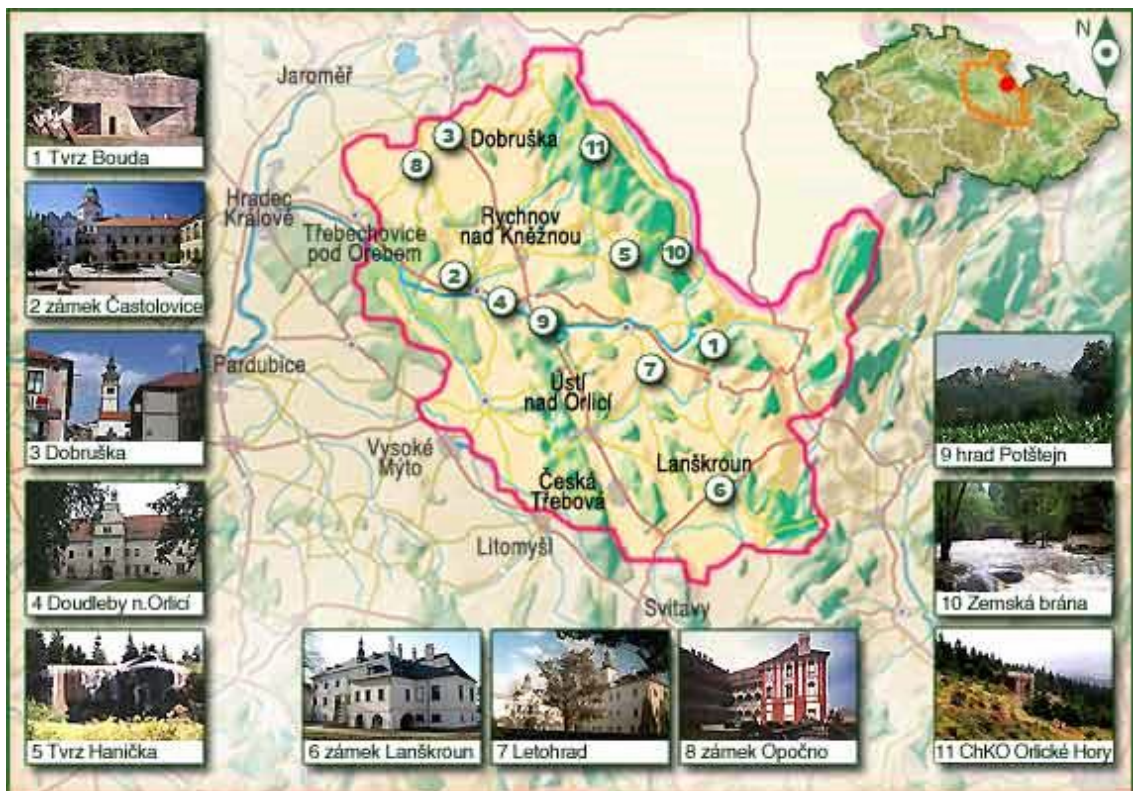 N
Jaroměř
Dobruška
Hradec
Králové
Třebechovice
pod Orebem
Rychnov
nad Kněžnou
Pardubice
Ústí
nad Orlicí
Vysoké
Mýto
Lanškroun
Česká
Třebová
Litomyšl
Svitavy
3
11
8
5
10
2
4
9
1
7
6
1 Tvrz Bouda
2 zámek Častolovice
3 Dobruška
4 Doudleby n.Orlicí
5 Tvrz Hanička
6 zámek Lanškroun
7 Letohrad
8 zámek Opočno
9 hrad Potštejn
10 Zemská brána
11 ChKO Orlické Hory